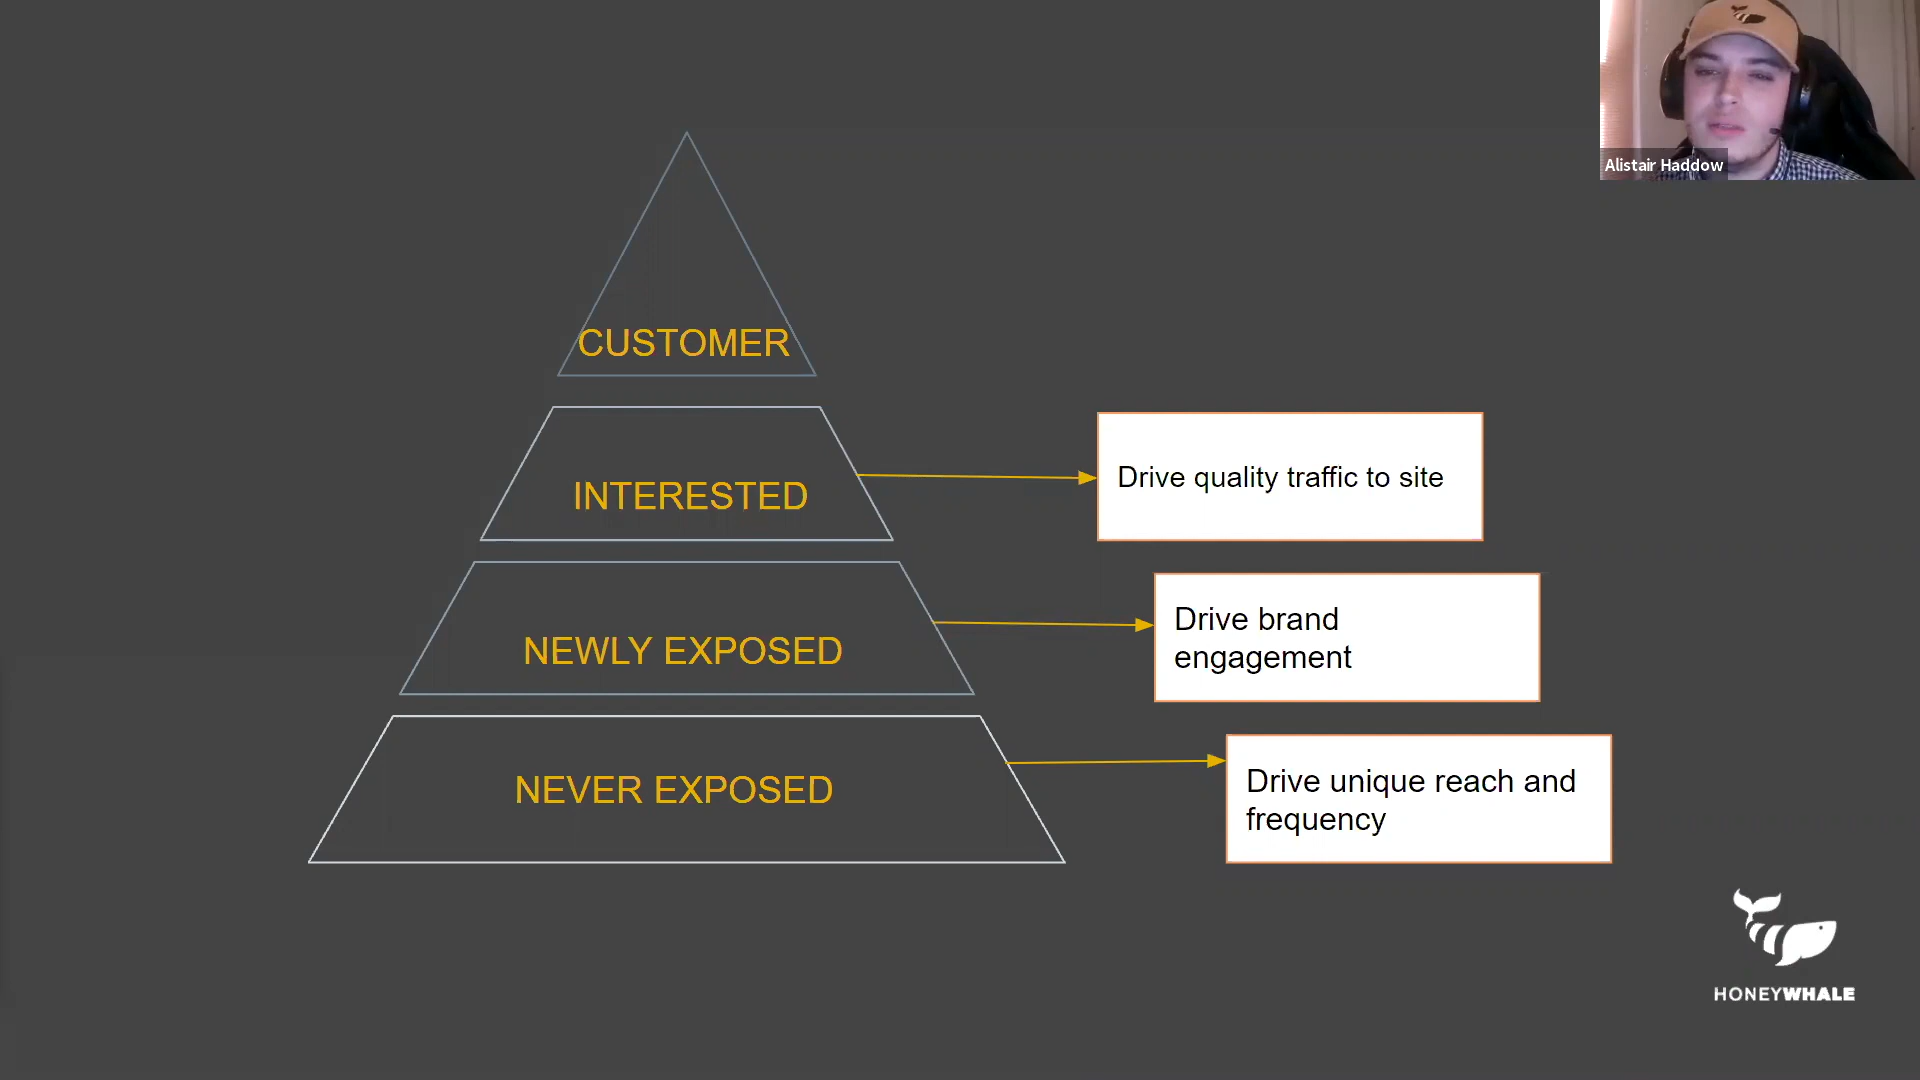 Alistair Haddow
CUSTOMER
INTERESTED
Drive quality traffic to site
NEWLY EXPOSED
Drive brand
engagement
NEVER EXPOSED
Drive unique reach and
frequency
HONEYWHALE